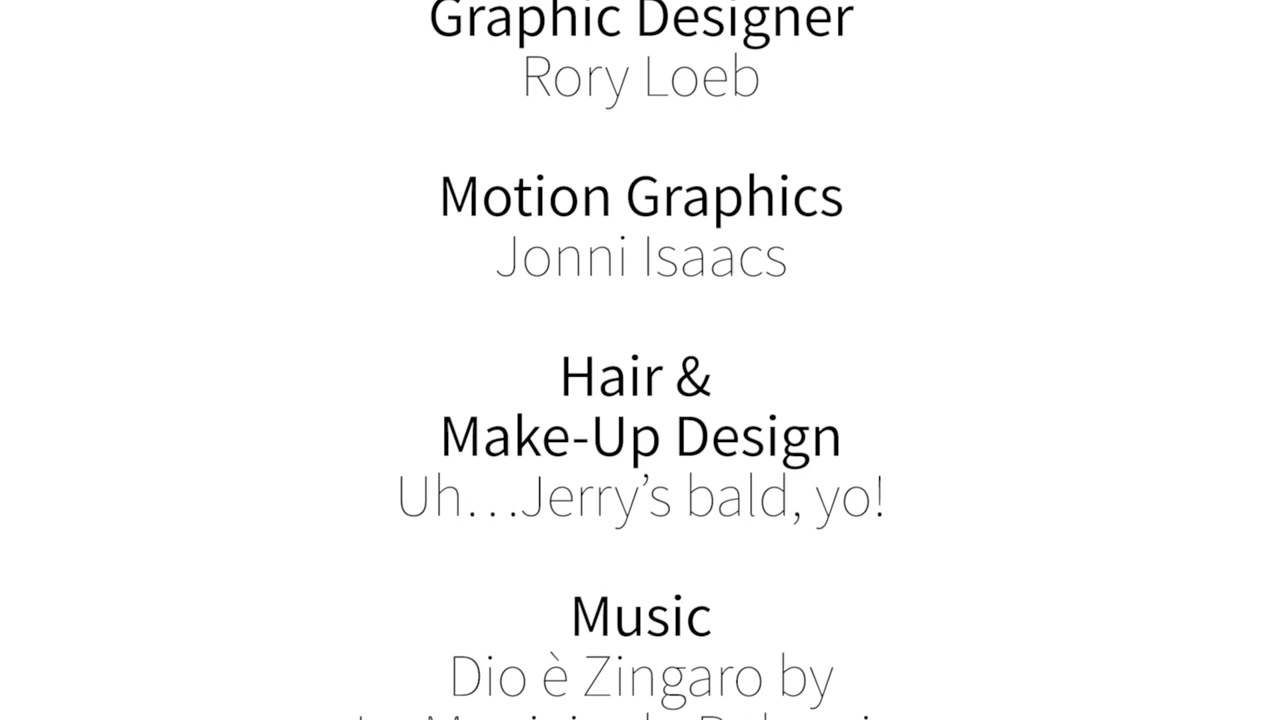 Graphic Designer
Rory Loeb
Motion Graphics
Jonni Isaacs
Hair &
Make-Up Design
Uh…Jerry’s bald, yo!
Music
Dio è Zingaro by